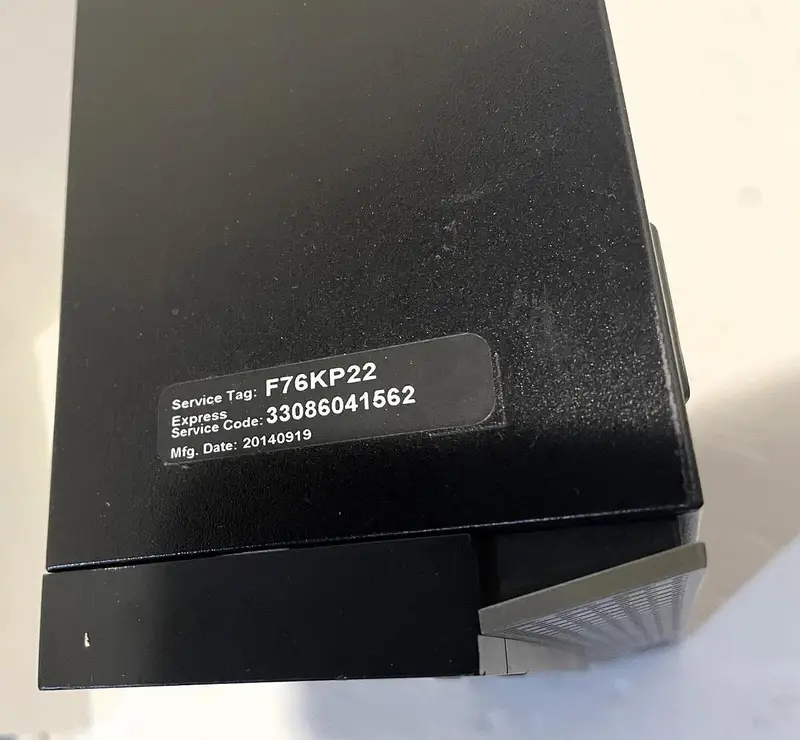 Service Tag: F76KP22
Express
Service Code: 33086041562
Mfg. Date: 20140919